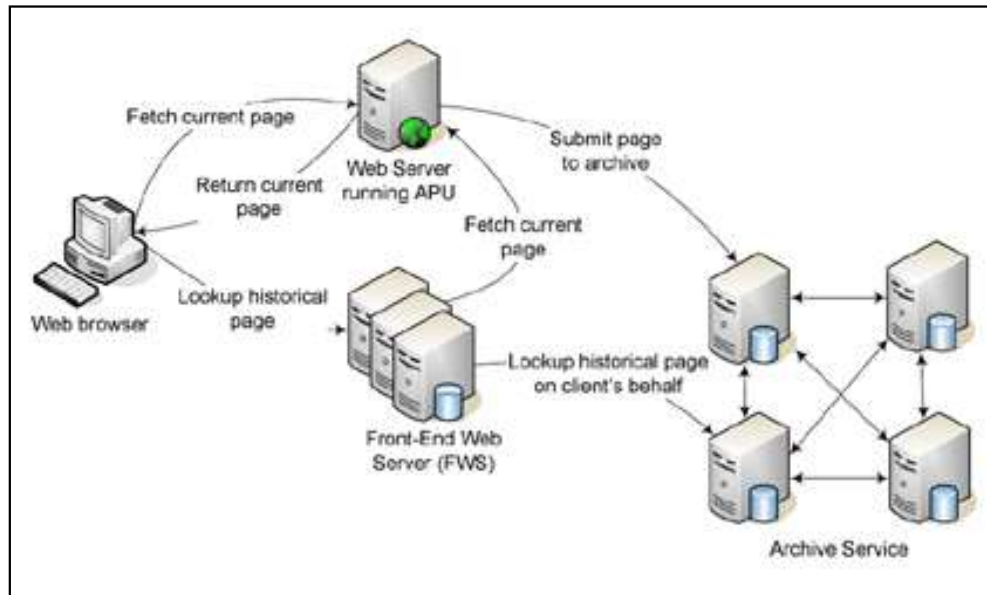 Fetch current page
Web Server
running APU
Submit page
to archive
Return current
page
Fetch current
page
Web browser
Lookup historical
page
Lookup historical page
on client's behalf
Front-End Web
Server (FWS)
Archive Service